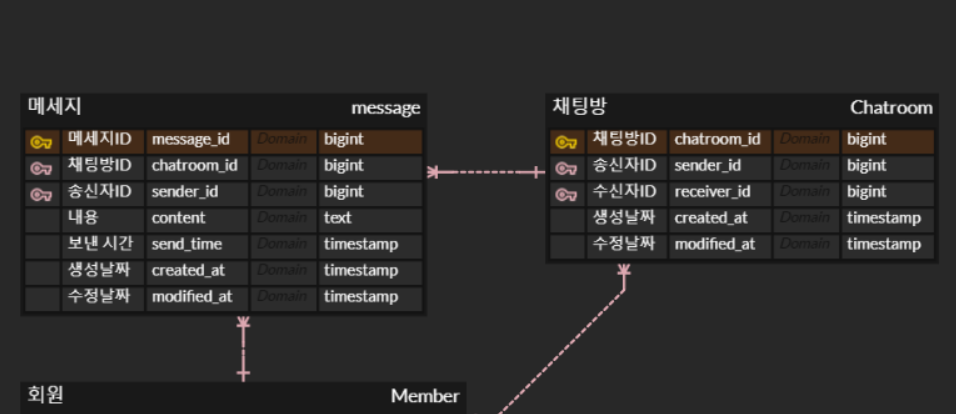 메세지 message
메세지ID message_id Domain bigint
채팅방ID chatroom_id Domain bigint
송신자ID sender_id Domain bigint
내용 content Domain text
보낸 시간 send_time Domain timestamp
생성날짜 created_at Domain timestamp
수정날짜 modified_at Domain timestamp
채팅방 Chatroom
채팅방ID chatroom_id Domain bigint
송신자ID sender_id Domain bigint
수신자ID receiver_id Domain bigint
생성날짜 created_at Domain timestamp
수정날짜 modified_at Domain timestamp
회원 Member